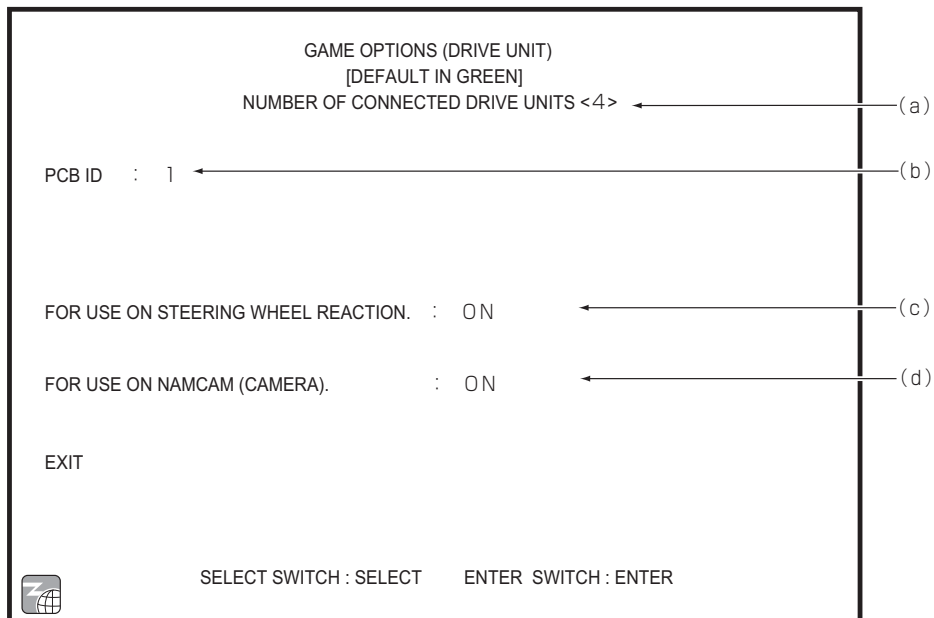 GAME OPTIONS (DRIVE UNIT)
[DEFAULT IN GREEN]
NUMBER OF CONNECTED DRIVE UNITS <4>
(a)
PCB ID : 1
(b)
FOR USE ON STEERING WHEEL REACTION. : ON
(c)
FOR USE ON NAMCAM (CAMERA). : ON
(d)
EXIT
SELECT SWITCH : SELECT ENTER SWITCH : ENTER